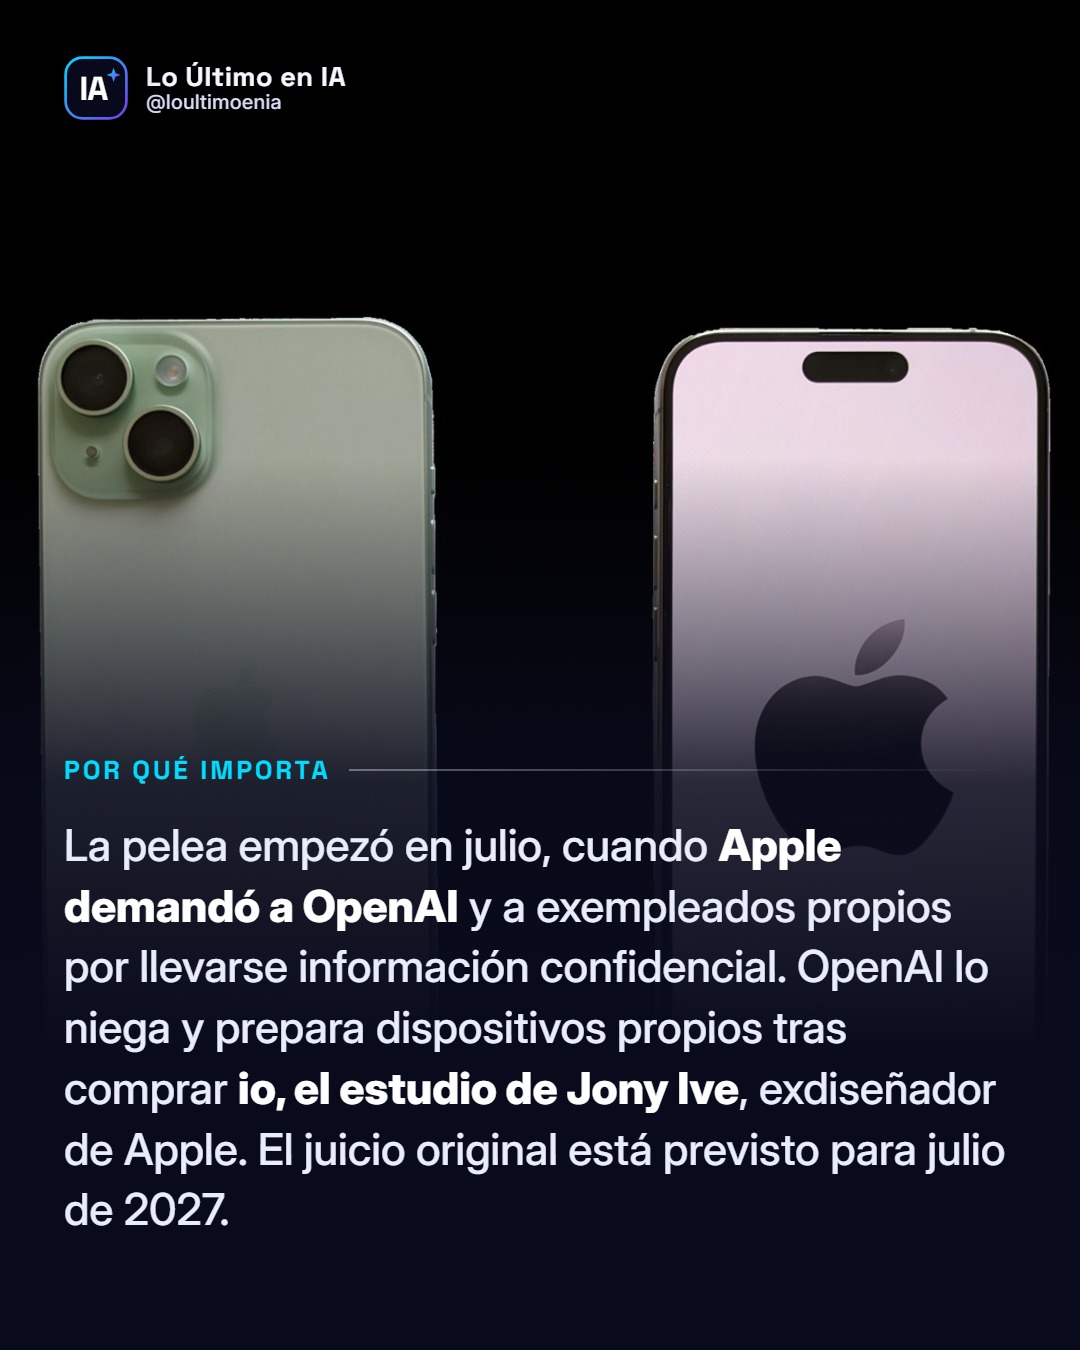 IA
Lo Último en IA
@loultimoenia
POR QUÉ IMPORTA
La pelea empezó en julio, cuando Apple
demandó a OpenAI y a exempleados propios
por llevarse información confidencial. OpenAI lo
niega y prepara dispositivos propios tras
comprar io, el estudio de Jony Ive, exdiseñador
de Apple. El juicio original está previsto para julio
de 2027.